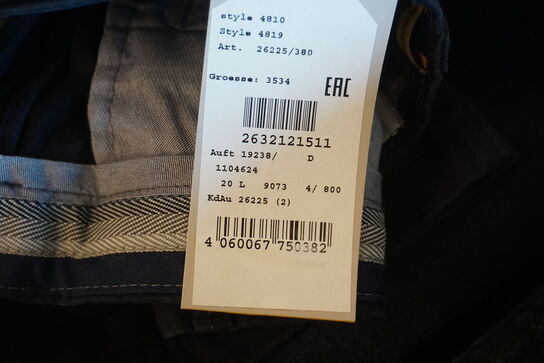 style 4810
Style 4819
Art. 26225/380
Groesse: 3534
EAC
2632121511
Auft 19238/ D
1104624
20 L 9073 4/ 800
KdAu 26225 (2)
4 060067 750382